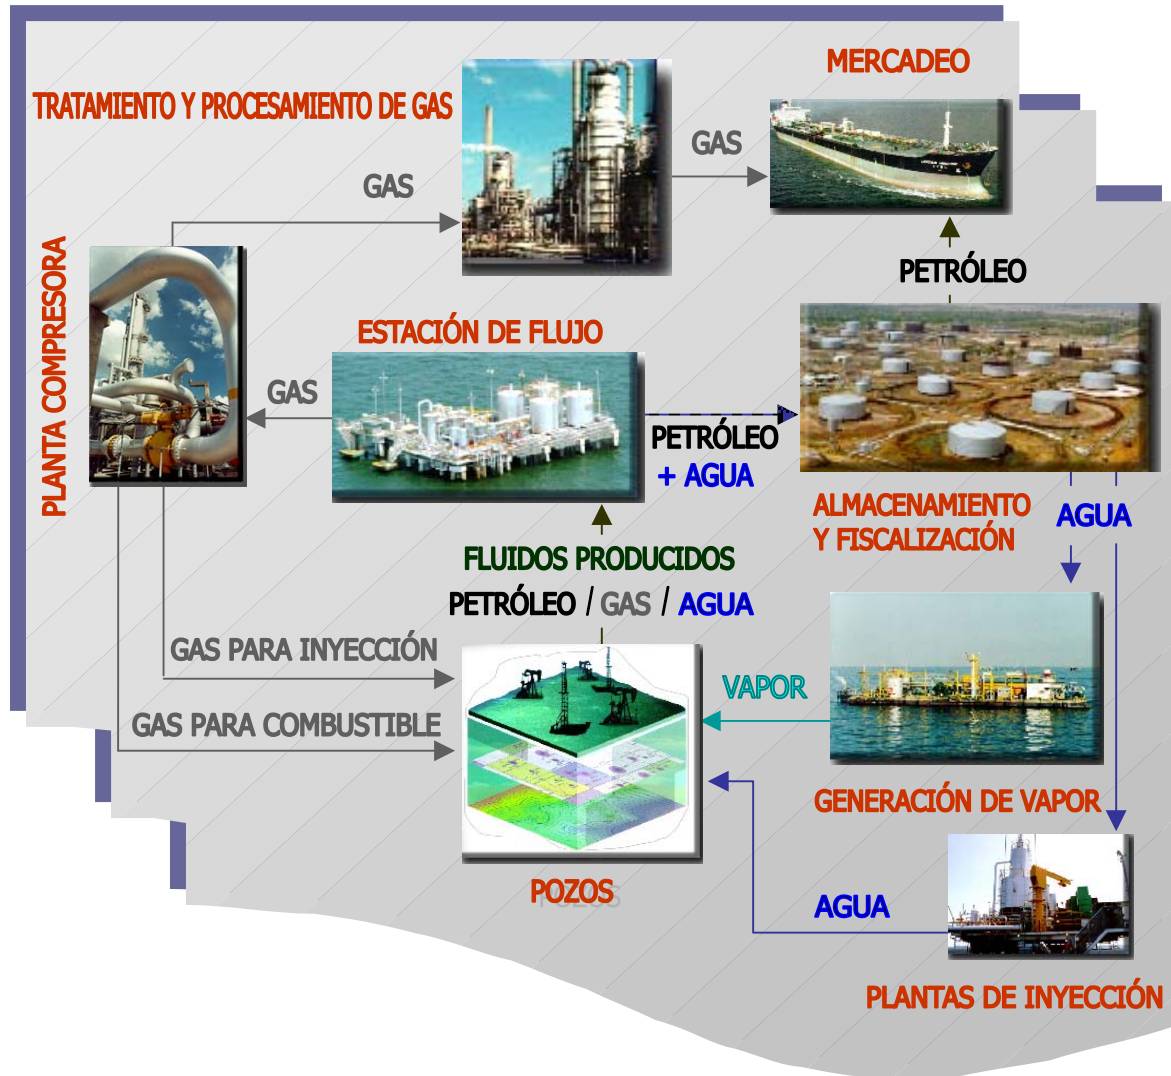 MERCADEO
TRATAMIENTO Y PROCESAMIENTO DE GAS
GAS
GAS
PETRÓLEO
PLANTA COMPRESORA
ESTACIÓN DE FLUJO
GAS
PETRÓLEO
+ AGUA
ALMACENAMIENTO
Y FISCALIZACIÓN
AGUA
FLUIDOS PRODUCIDOS
PETRÓLEO / GAS / AGUA
GAS PARA INYECCIÓN
VAPOR
GAS PARA COMBUSTIBLE
GENERACIÓN DE VAPOR
POZOS
AGUA
PLANTAS DE INYECCIÓN